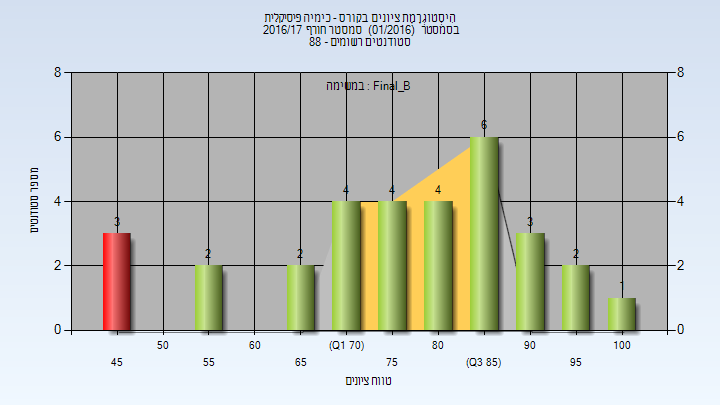 היסטוגרמת ציונים בקורס - כימיה פיסיקלית
בסמסטר (01/2016) סמסטר חורף 2016/17
סטודנטים רשומים - 88
במשימה : Final_B
מספר סטודנטים
8 8
6 6
4 4
2 2
0 0
3 2 2 4 4 4 6 3 2 1
50 60 (Q1 70) 80 90 100
45 55 65 75 (Q3 85) 95
טווח ציונים